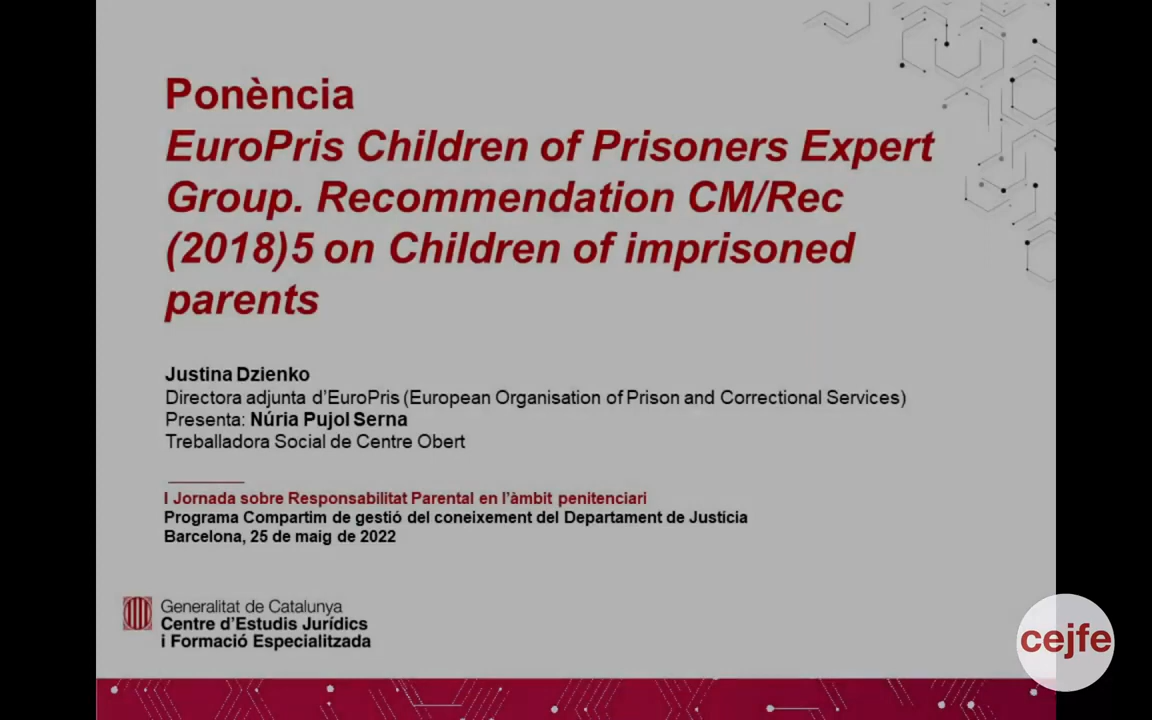 Ponència
EuroPris Children of Prisoners Expert
Group. Recommendation CM/Rec
(2018)5 on Children of imprisoned
parents
Justina Dzienko
Directora adjunta d’EuroPris (European Organisation of Prison and Correctional Services)
Presenta: Núria Pujol Serna
Treballadora Social de Centre Obert
I Jornada sobre Responsabilitat Parental en l’àmbit penitenciari
Programa Compartim de gestió del coneixement del Departament de Justícia
Barcelona, 25 de maig de 2022
Generalitat de Catalunya
Centre d’Estudis Jurídics
i Formació Especialitzada
cejfe